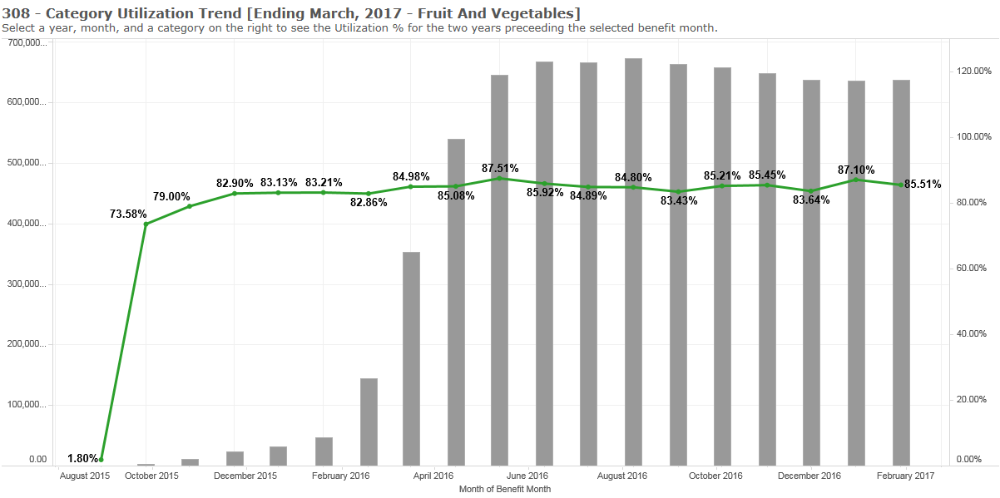 308 - Category Utilization Trend [Ending March, 2017 - Fruit And Vegetables]
Select a year, month, and a category on the right to see the Utilization % for the two years preceeding the selected benefit month.
700,000...
600,000...
500,000...
400,000...
300,000...
200,000...
100,000...
0.00
120.00%
100.00%
80.00%
60.00%
40.00%
20.00%
0.00%
1.80%
73.58%
79.00%
82.90%
83.13%
83.21%
82.86%
84.98%
85.08%
87.51%
85.92%
84.89%
84.80%
83.43%
85.21%
85.45%
83.64%
87.10%
85.51%
August 2015
October 2015
December 2015
February 2016
April 2016
June 2016
August 2016
October 2016
December 2016
February 2017
Month of Benefit Month